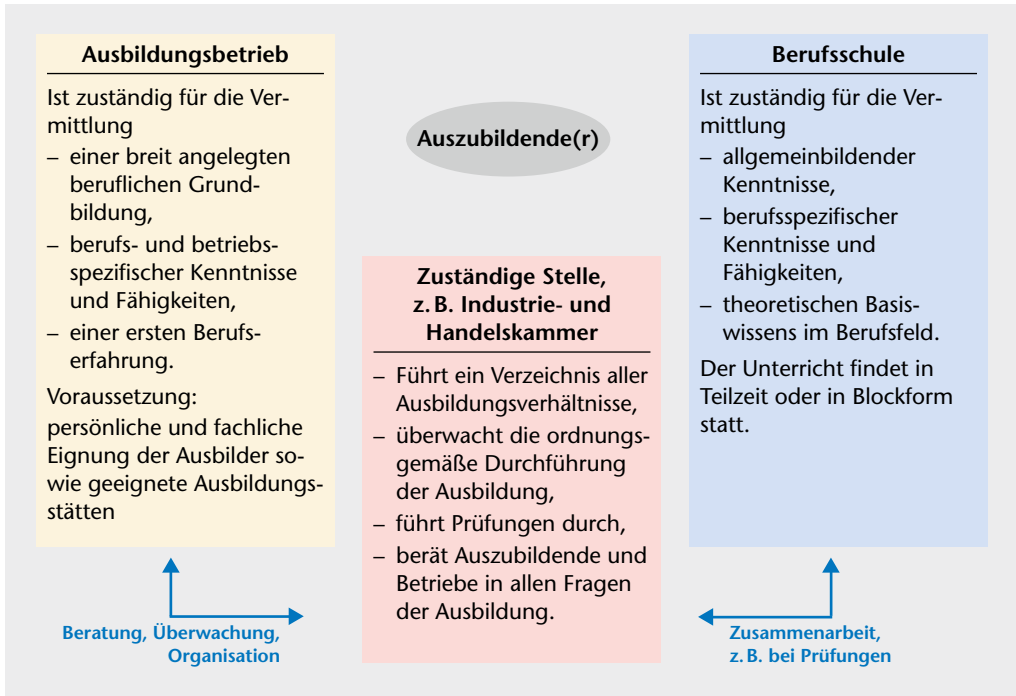 Ausbildungsbetrieb
Ist zuständig für die Ver-
mittlung
– einer breit angelegten
beruflichen Grund-
bildung,
– berufs- und betriebs-
spezifischer Kenntnisse
und Fähigkeiten,
– einer ersten Berufs-
erfahrung.
Voraussetzung:
persönliche und fachliche
Eignung der Ausbilder so-
wie geeignete Ausbildungs-
stätten
Auszubildende(r)
Zuständige Stelle,
z. B. Industrie- und
Handelskammer
– Führt ein Verzeichnis aller
Ausbildungsverhältnisse,
– überwacht die ordnungs-
gemäße Durchführung
der Ausbildung,
– führt Prüfungen durch,
– berät Auszubildende und
Betriebe in allen Fragen
der Ausbildung.
Berufsschule
Ist zuständig für die Ver-
mittlung
– allgemeinbildender
Kenntnisse,
– berufsspezifischer
Kenntnisse und
Fähigkeiten,
– theoretischen Basis-
wissens im Berufsfeld.
Der Unterricht findet in
Teilzeit oder in Blockform
statt.
Beratung, Überwachung,
Organisation
Zusammenarbeit,
z. B. bei Prüfungen